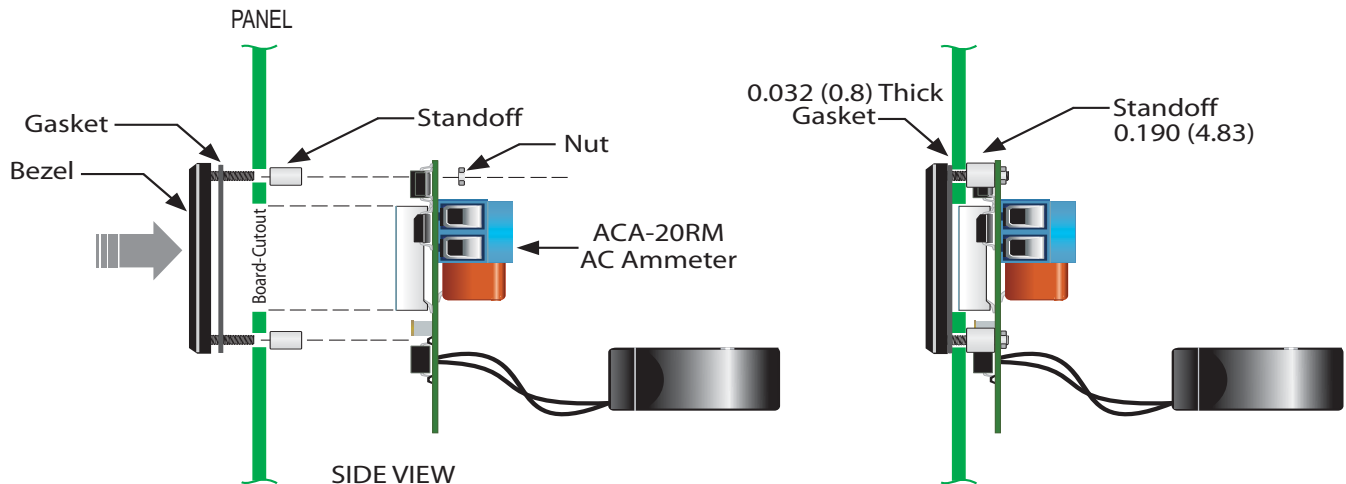 PANEL
Gasket
Standoff
Nut
Bezel
Board-Cutout
ACA-20RM
AC Ammeter
SIDE VIEW
0.032 (0.8) Thick
Gasket
Standoff
0.190 (4.83)